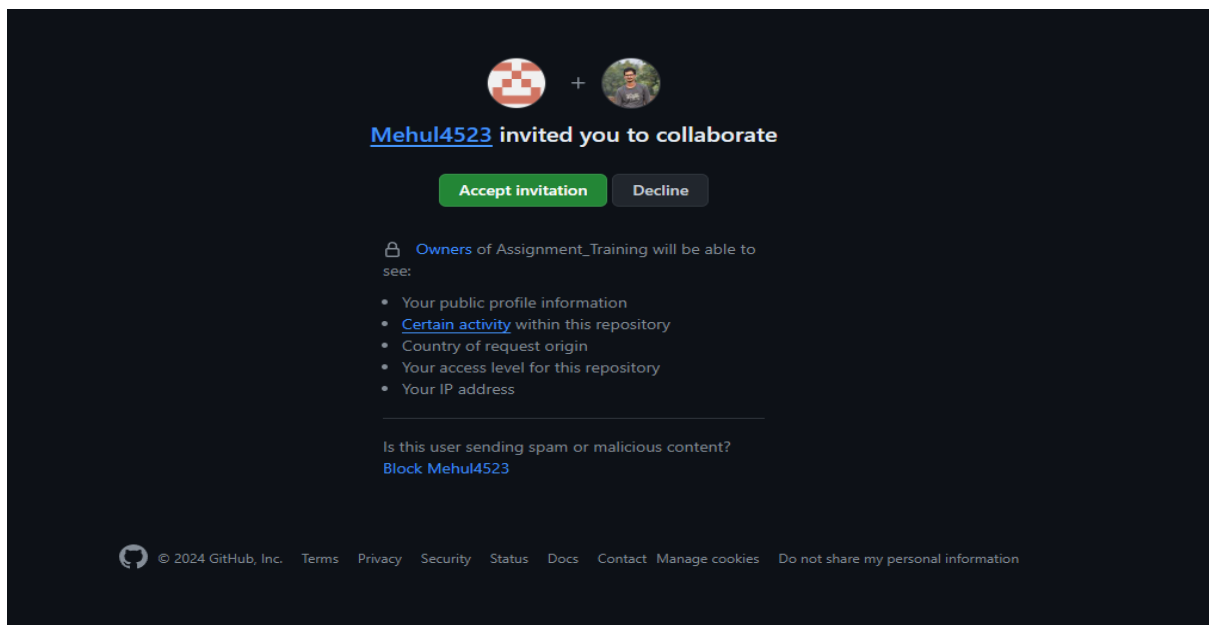 +
Mehul4523 invited you to collaborate
Accept invitation Decline
Owners of Assignment_Training will be able to
see:
• Your public profile information
• Certain activity within this repository
• Country of request origin
• Your access level for this repository
• Your IP address
Is this user sending spam or malicious content?
Block Mehul4523
© 2024 GitHub, Inc. Terms Privacy Security Status Docs Contact Manage cookies Do not share my personal information